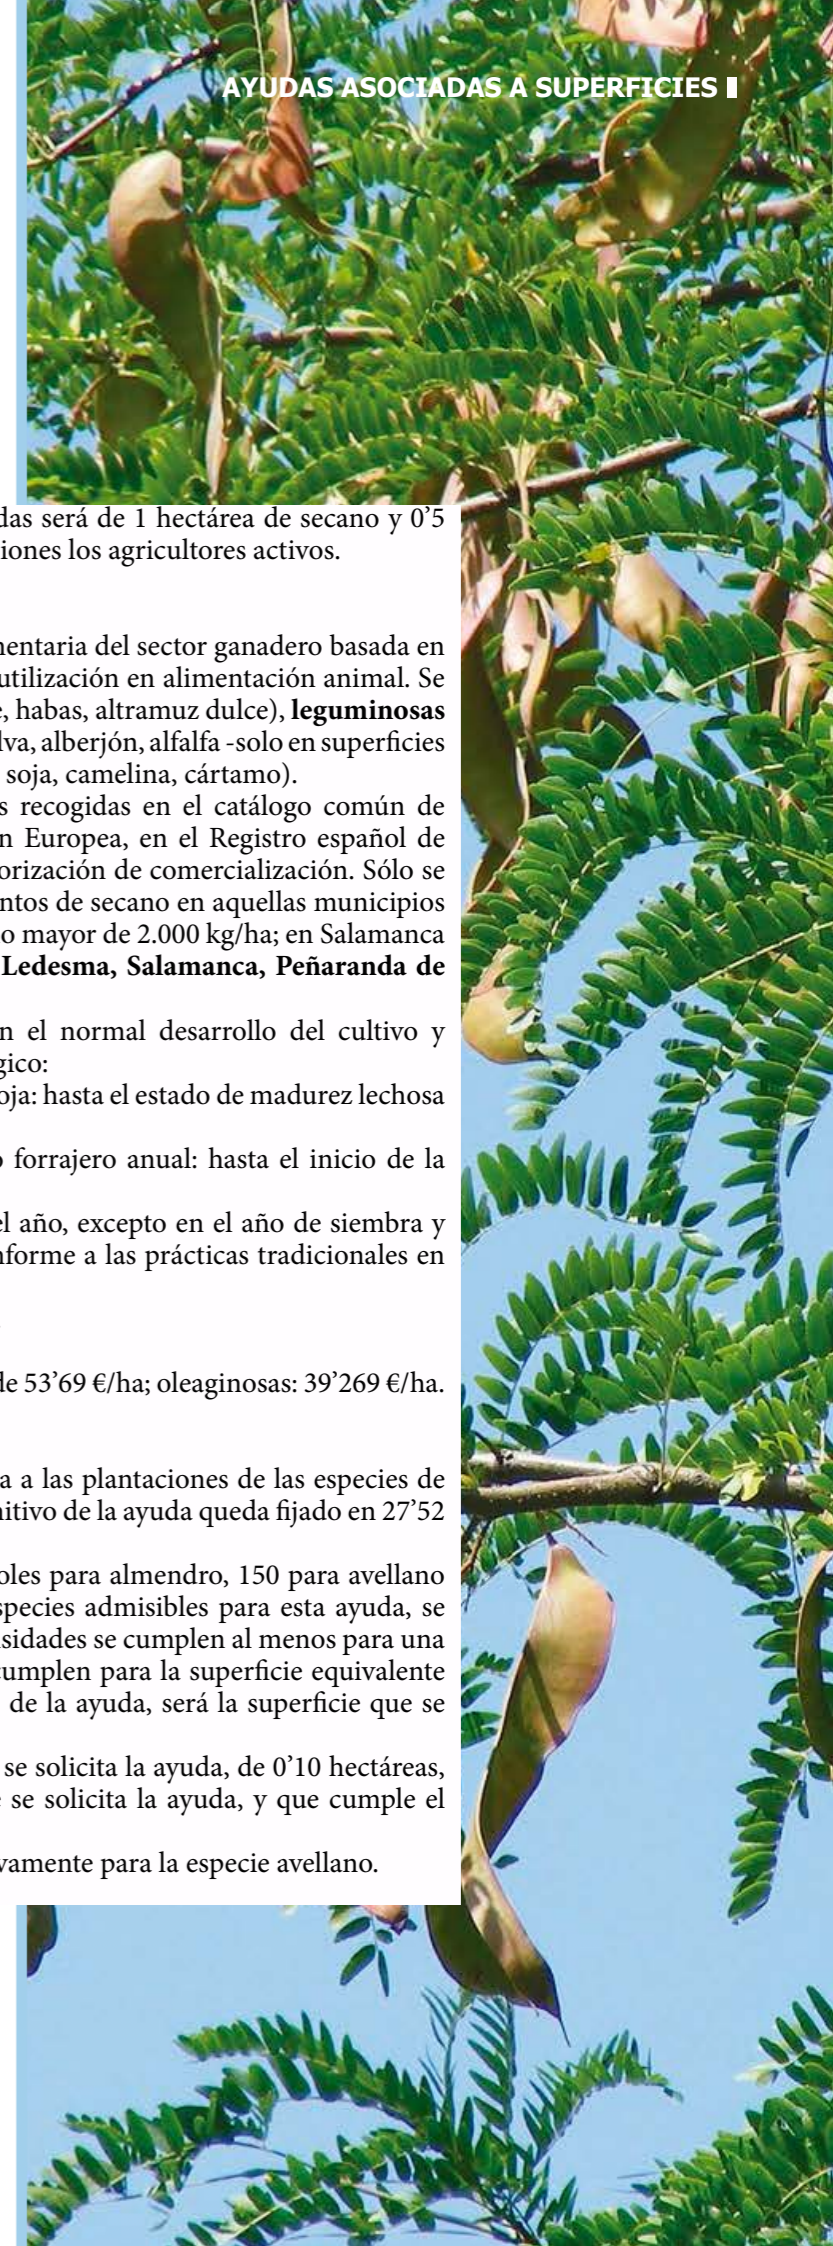 AYUDAS ASOCIADAS A SUPERFICIES
das será de 1 hectárea de secano y 0’5
iones los agricultores activos.
mentaria del sector ganadero basada en
utilización en alimentación animal. Se
e, habas, altramuz dulce), leguminosas
lva, alberjón, alfalfa -solo en superficies
soja, camelina, cártamo).
s recogidas en el catálogo común de
n Europea, en el Registro español de
orización de comercialización. Sólo se
ntos de secano en aquellas municipios
o mayor de 2.000 kg/ha; en Salamanca
Ledesma, Salamanca, Peñaranda de
n el normal desarrollo del cultivo y
gico:
oja: hasta el estado de madurez lechosa
o forrajero anual: hasta el inicio de la
el año, excepto en el año de siembra y
nforme a las prácticas tradicionales en
.
de 53’69 €/ha; oleaginosas: 39’269 €/ha.
a a las plantaciones de las especies de
nitivo de la ayuda queda fijado en 27’52
oles para almendro, 150 para avellano
species admisibles para esta ayuda, se
nsidades se cumplen al menos para una
cumplen para la superficie equivalente
de la ayuda, será la superficie que se
se solicita la ayuda, de 0’10 hectáreas,
e se solicita la ayuda, y que cumple el
vamente para la especie avellano.